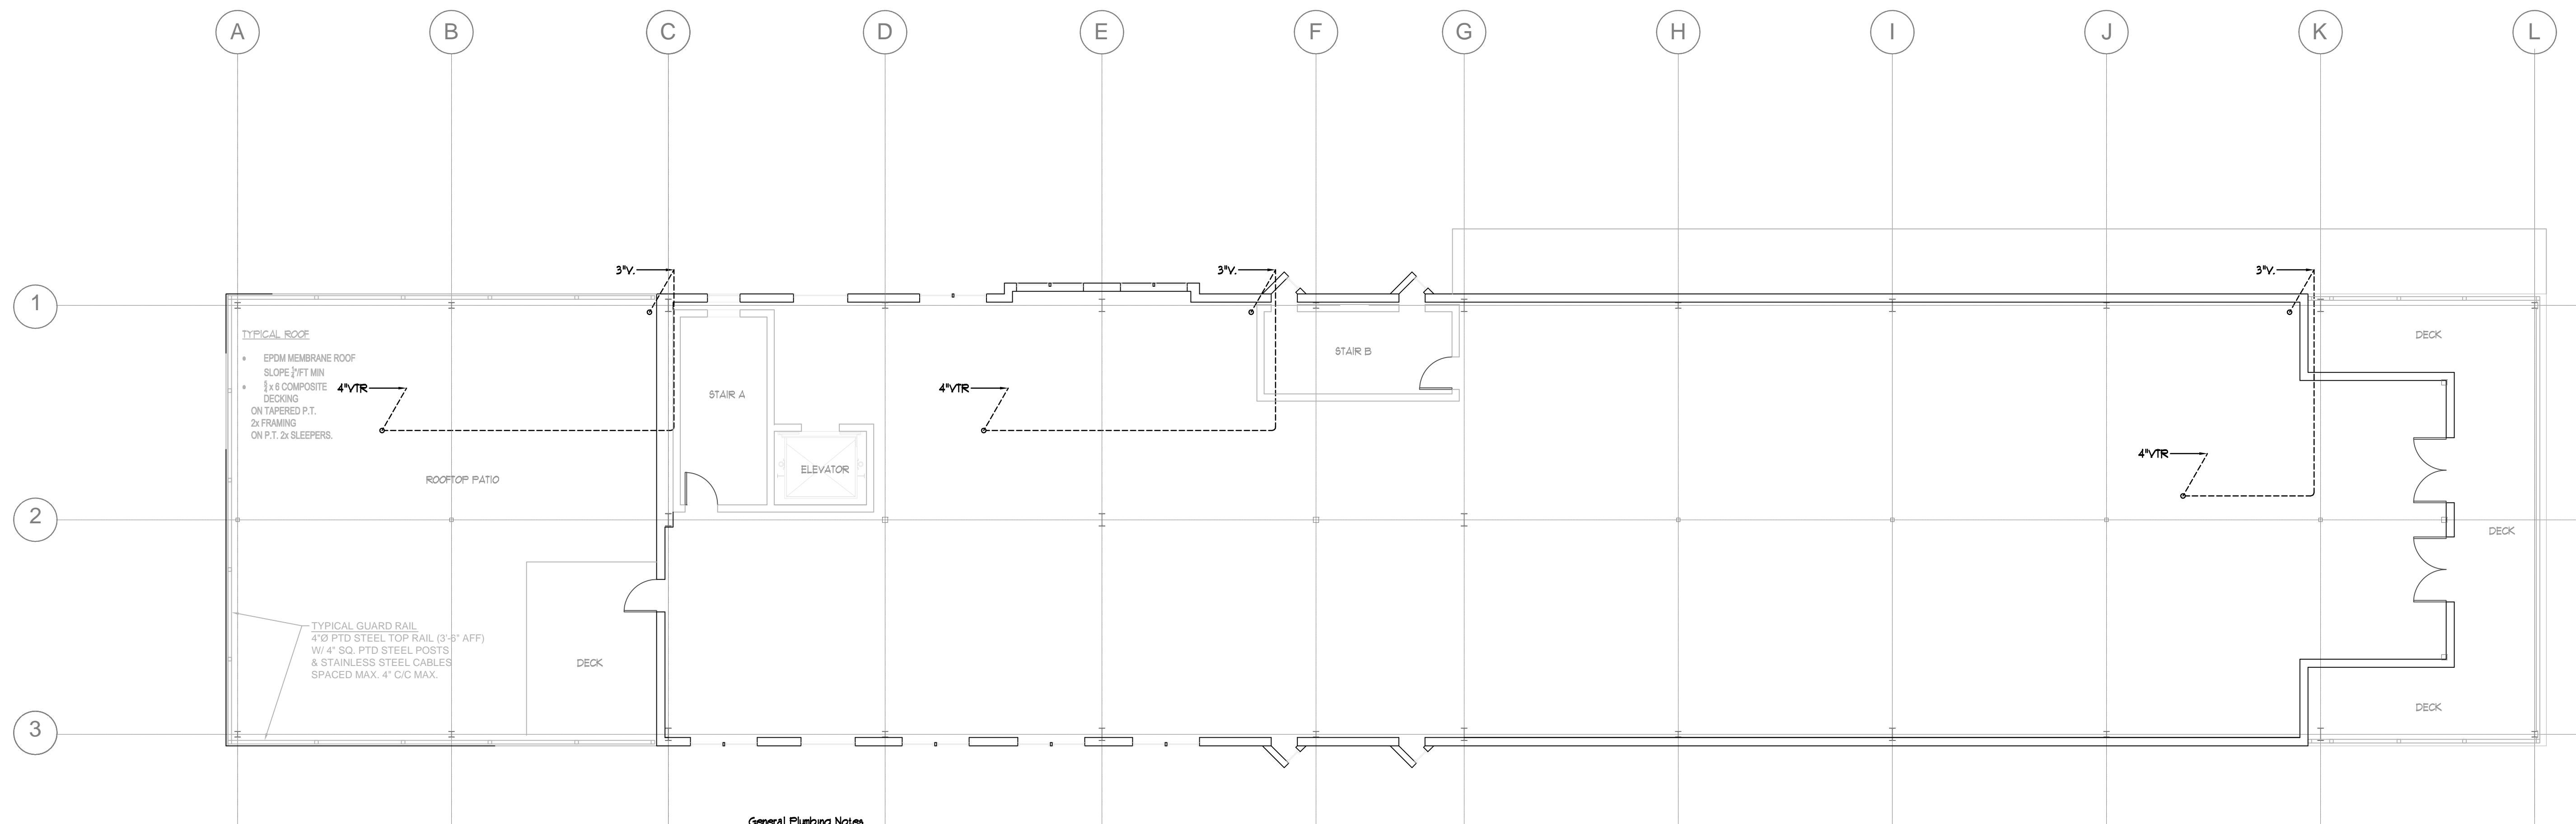 A B C D E F G H I J K L
3"V. 3"V. 3"V.
1
TYPICAL ROOF
• EPDM MEMBRANE ROOF
SLOPE 1/4"/FT MIN
• x 6 COMPOSITE
DECKING
ON TAPERED P.T.
2x FRAMING
ON P.T. 2x SLEEPERS.
4"VTR
4"VTR
4"VTR
STAIR A
STAIR B
DECK
ELEVATOR
ROOFTOP PATIO
2
DECK
TYPICAL GUARD RAIL
4"Ø PTD STEEL TOP RAIL (3'-6" AFF)
W/ 4" SQ. PTD STEEL POSTS
& STAINLESS STEEL CABLES
SPACED MAX. 4" C/C MAX.
DECK
DECK
3
General Plumbing Notes